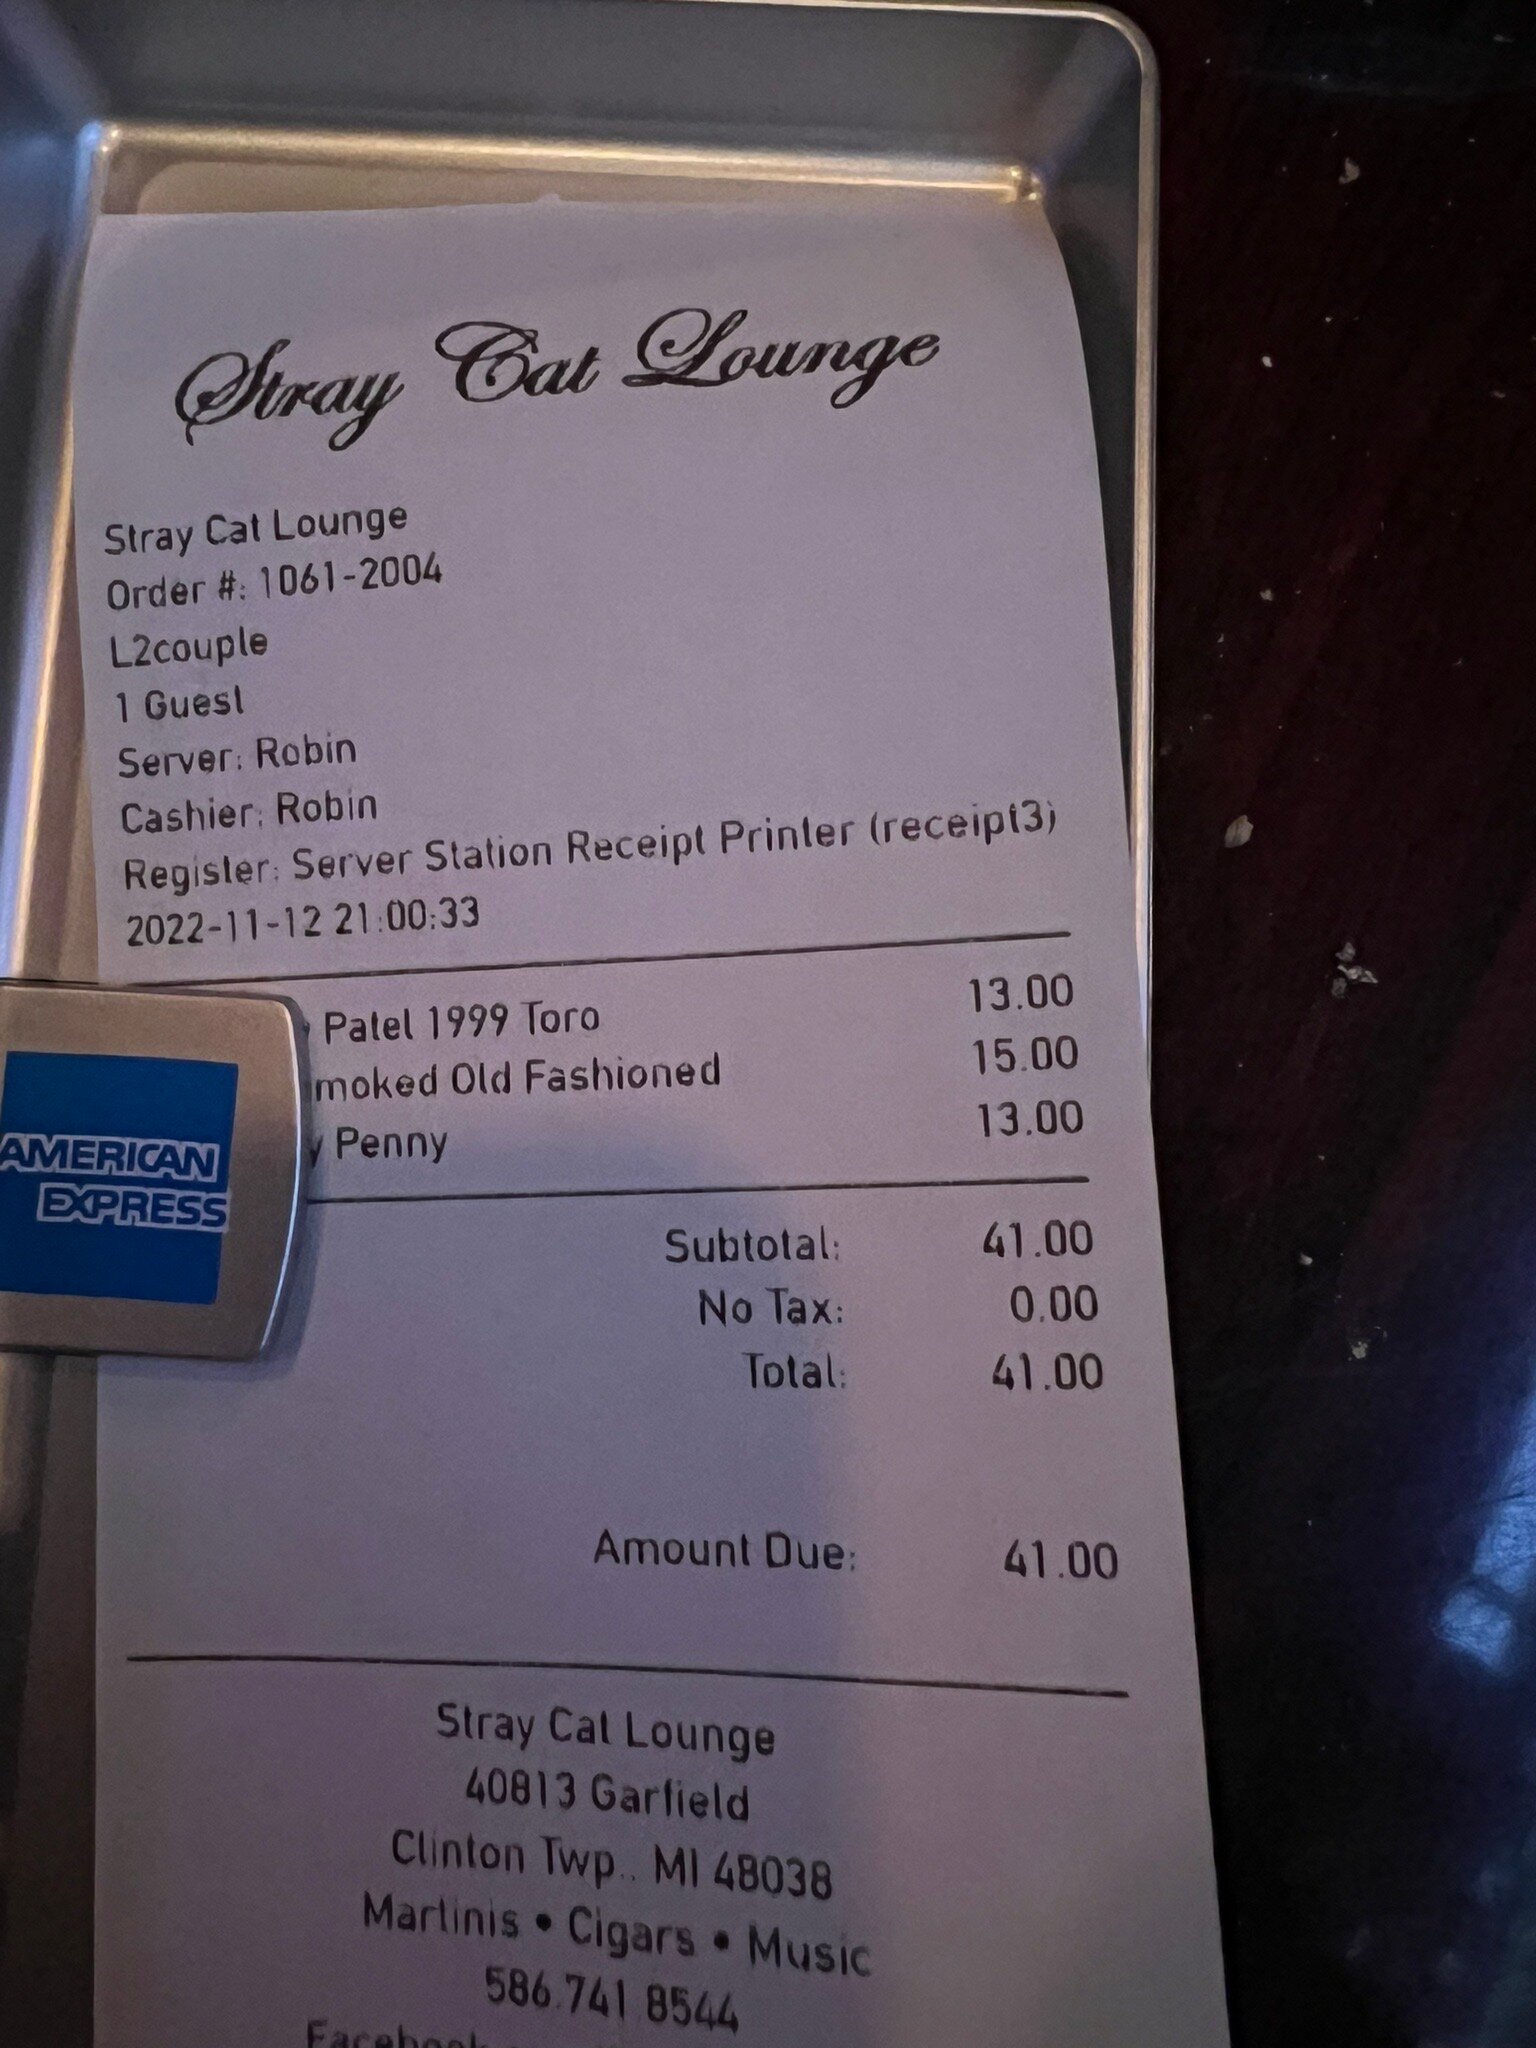 Stray Cat Lounge
Stray Cat Lounge
Order #: 1061-2004
L2couple
1 Guest
Server: Robin
Cashier: Robin
Register: Server Station Receipt Printer (receipt3)
2022-11-12 21:00:33
Patel 1999 Toro 13.00
moked Old Fashioned 15.00
y Penny 13.00
AMERICAN
EXPRESS
Subtotal: 41.00
No Tax: 0.00
Total: 41.00
Amount Due: 41.00
Stray Cat Lounge
40813 Garfield
Clinton Twp., MI 48038
Martinis • Cigars • Music
586.741.8544
Facebook